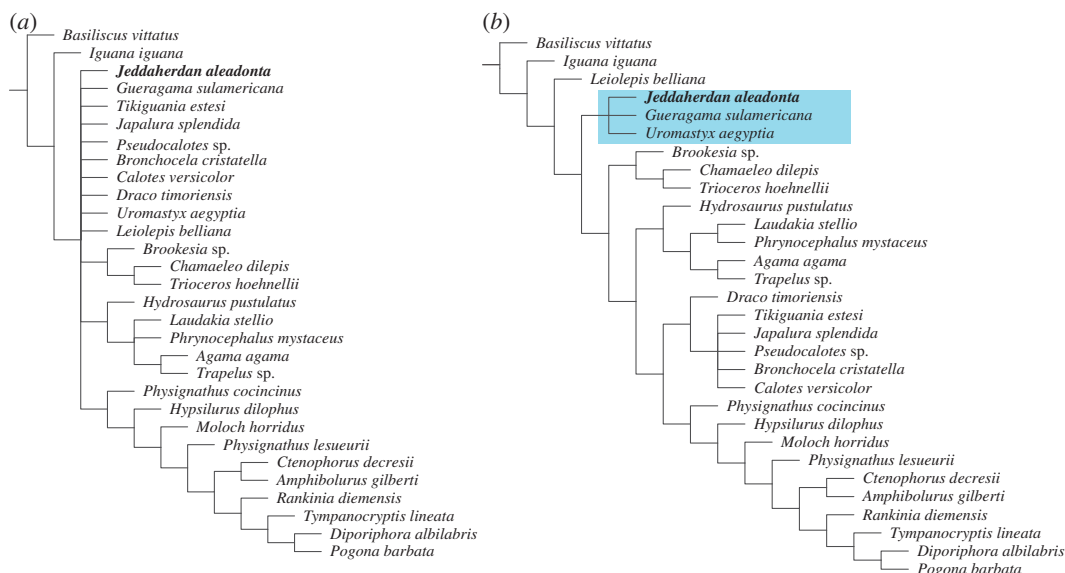 (a)
Basiliscus vittatus
Iguana iguana
Jeddaherdan aleadonta
Gueragama sulamericana
Tikiguania estesi
Japalura splendida
Pseudocalotes sp.
Bronchocela cristatella
Calotes versicolor
Draco timoriensis
Uromastyx aegyptia
Leiolepis belliana
Brookesia sp.
Chamaeleo dilepis
Trioceros hoehnellii
Hydrosaurus pustulatus
Laudakia stellio
Phrynocephalus mystaceus
Agama agama
Trapelus sp.
Physignathus cocincinus
Hypsilurus dilophus
Moloch horridus
Physignathus lesueurii
Ctenophorus decresii
Amphibolurus gilberti
Rankinia diemensis
Tympanocryptis lineata
Diporiphora albilabris
Pogona barbata
(b)
Basiliscus vittatus
Iguana iguana
Leiolepis belliana
Jeddaherdan aleadonta
Gueragama sulamericana
Uromastyx aegyptia
Brookesia sp.
Chamaeleo dilepis
Trioceros hoehnellii
Hydrosaurus pustulatus
Laudakia stellio
Phrynocephalus mystaceus
Agama agama
Trapelus sp.
Draco timoriensis
Tikiguania estesi
Japalura splendida
Pseudocalotes sp.
Bronchocela cristatella
Calotes versicolor
Physignathus cocincinus
Hypsilurus dilophus
Moloch horridus
Physignathus lesueurii
Ctenophorus decresii
Amphibolurus gilberti
Rankinia diemensis
Tympanocryptis lineata
Diporiphora albilabris
Pogona barbata